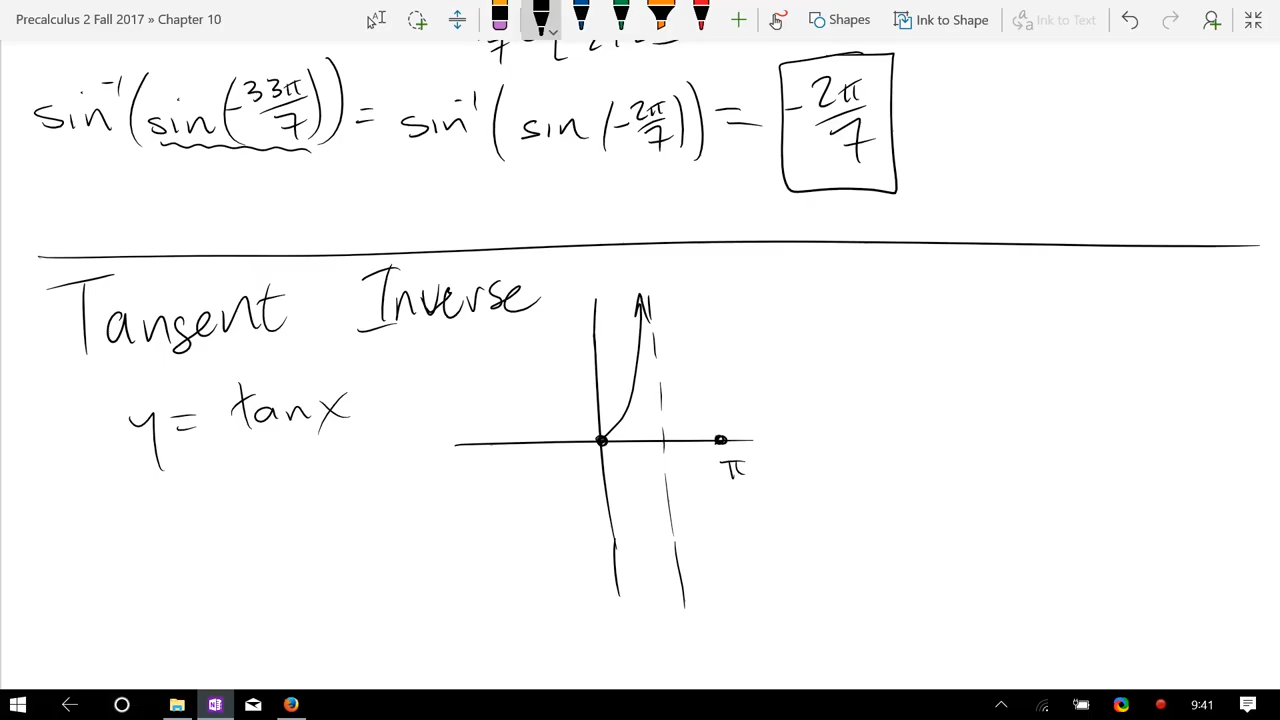 Precalculus 2 Fall 2017 » Chapter 10
Shapes
Ink to Shape
Ink to Text
sin⁻¹(sin(-33π/7)) = sin⁻¹(sin(-2π/7)) = -2π/7
Tangent Inverse
y = tan x
π
9:41